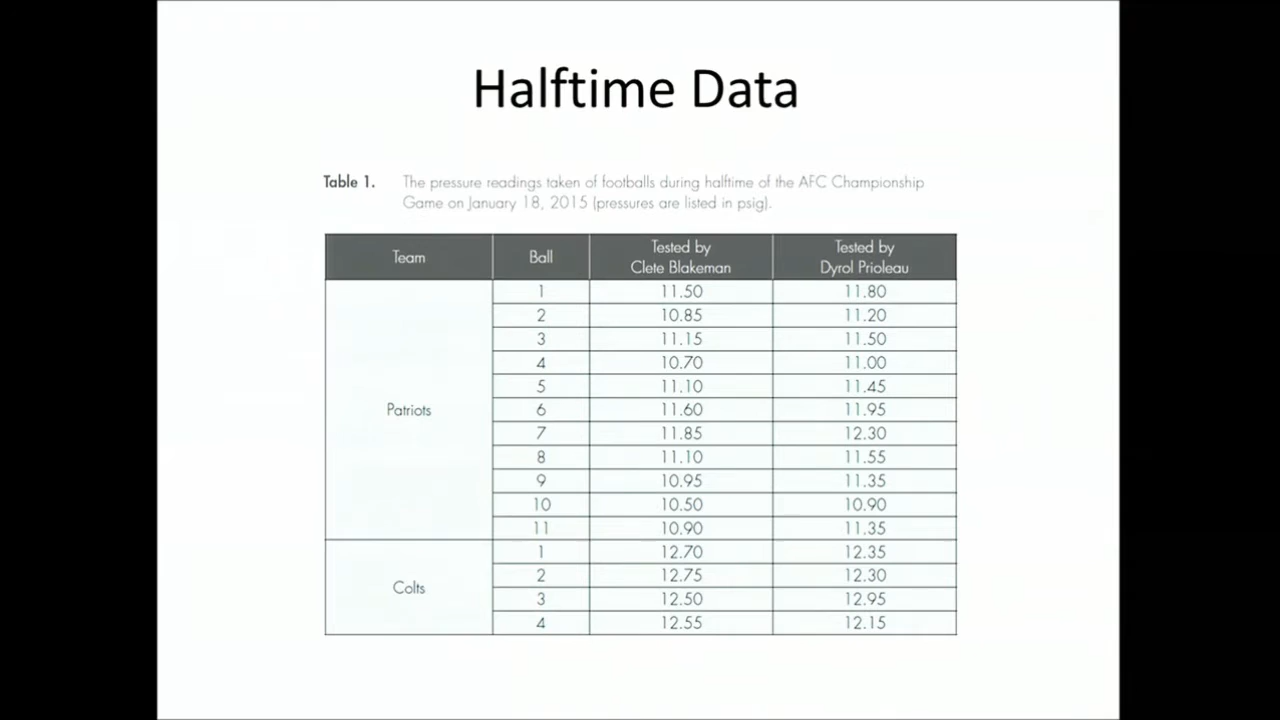 Halftime Data
Table 1. The pressure readings taken of footballs during halftime of the AFC Championship
Game on January 18, 2015 (pressures are listed in psig).
Team Ball Tested by Clete Blakeman Tested by Dyrol Prioleau
Patriots 1 11.50 11.80
2 10.85 11.20
3 11.15 11.50
4 10.70 11.00
5 11.10 11.45
6 11.60 11.95
7 11.85 12.30
8 11.10 11.55
9 10.95 11.35
10 10.50 10.90
11 10.90 11.35
Colts 1 12.70 12.35
2 12.75 12.30
3 12.50 12.95
4 12.55 12.15